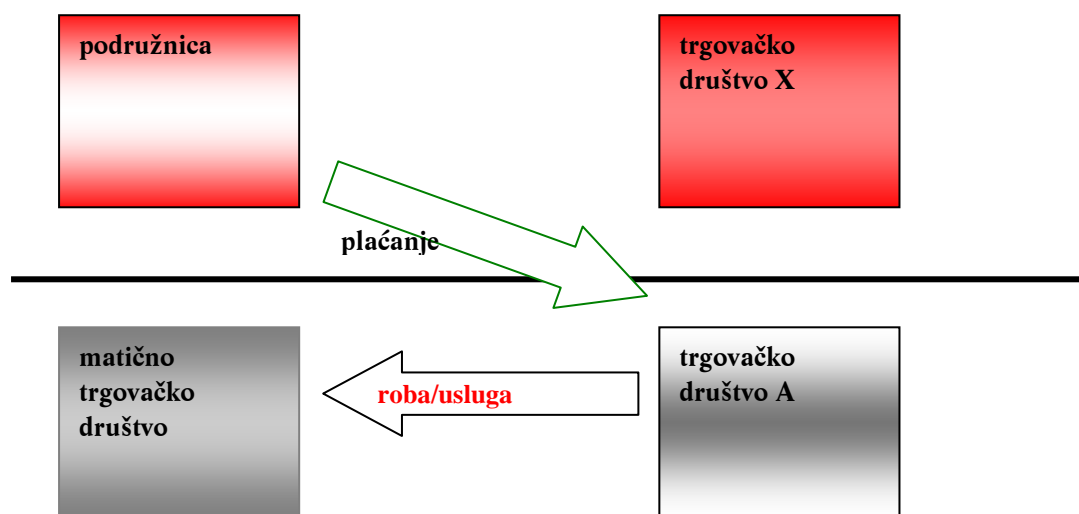 podružnica
trgovačko
društvo X
plaćanje
matično
trgovačko
društvo
roba/usluga
trgovačko
društvo A